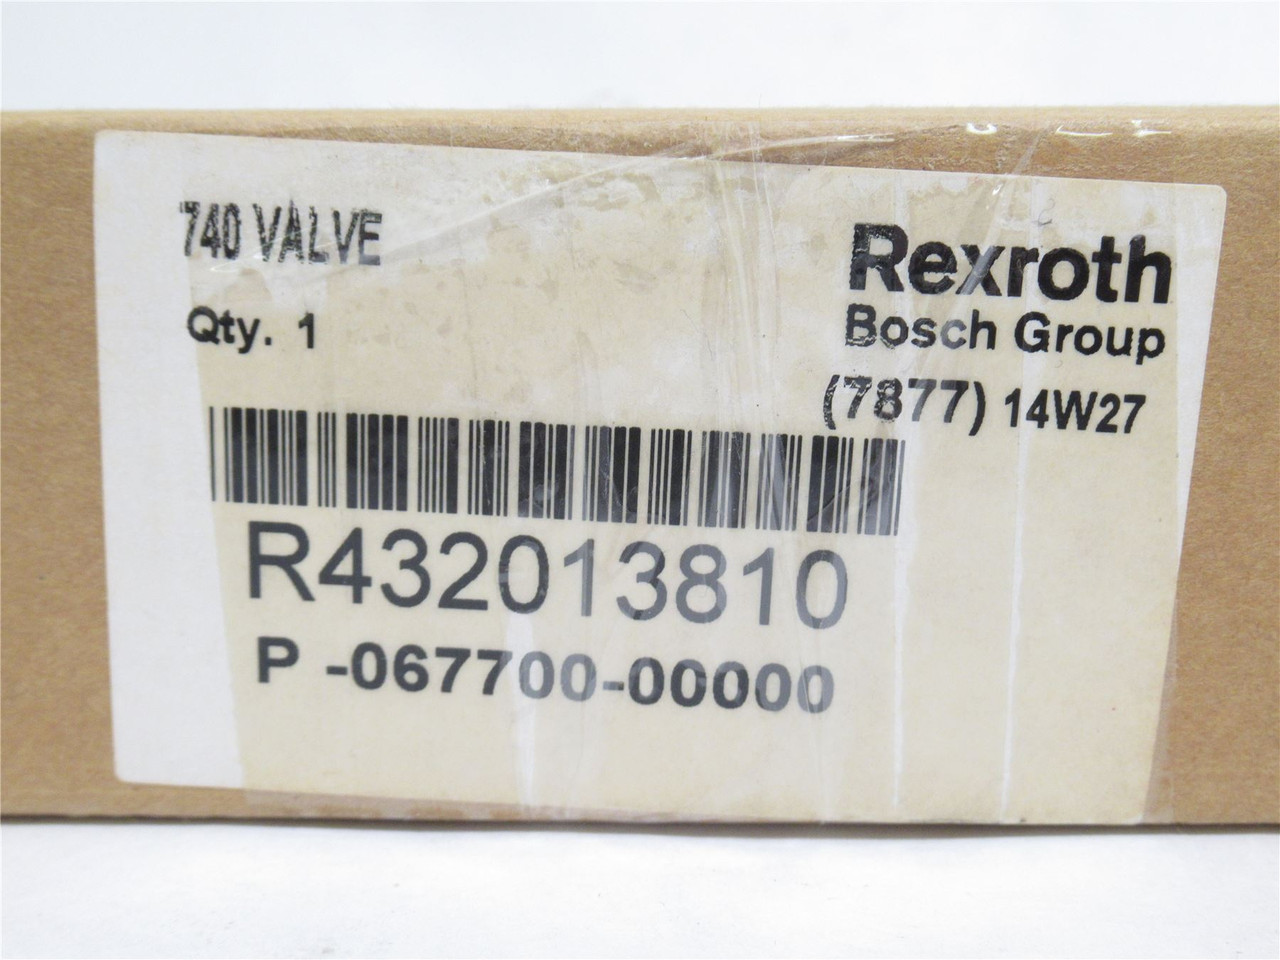 740 VALVE
Qty. 1
Rexroth
Bosch Group
(7877) 14W27
R432013810
P -067700-00000